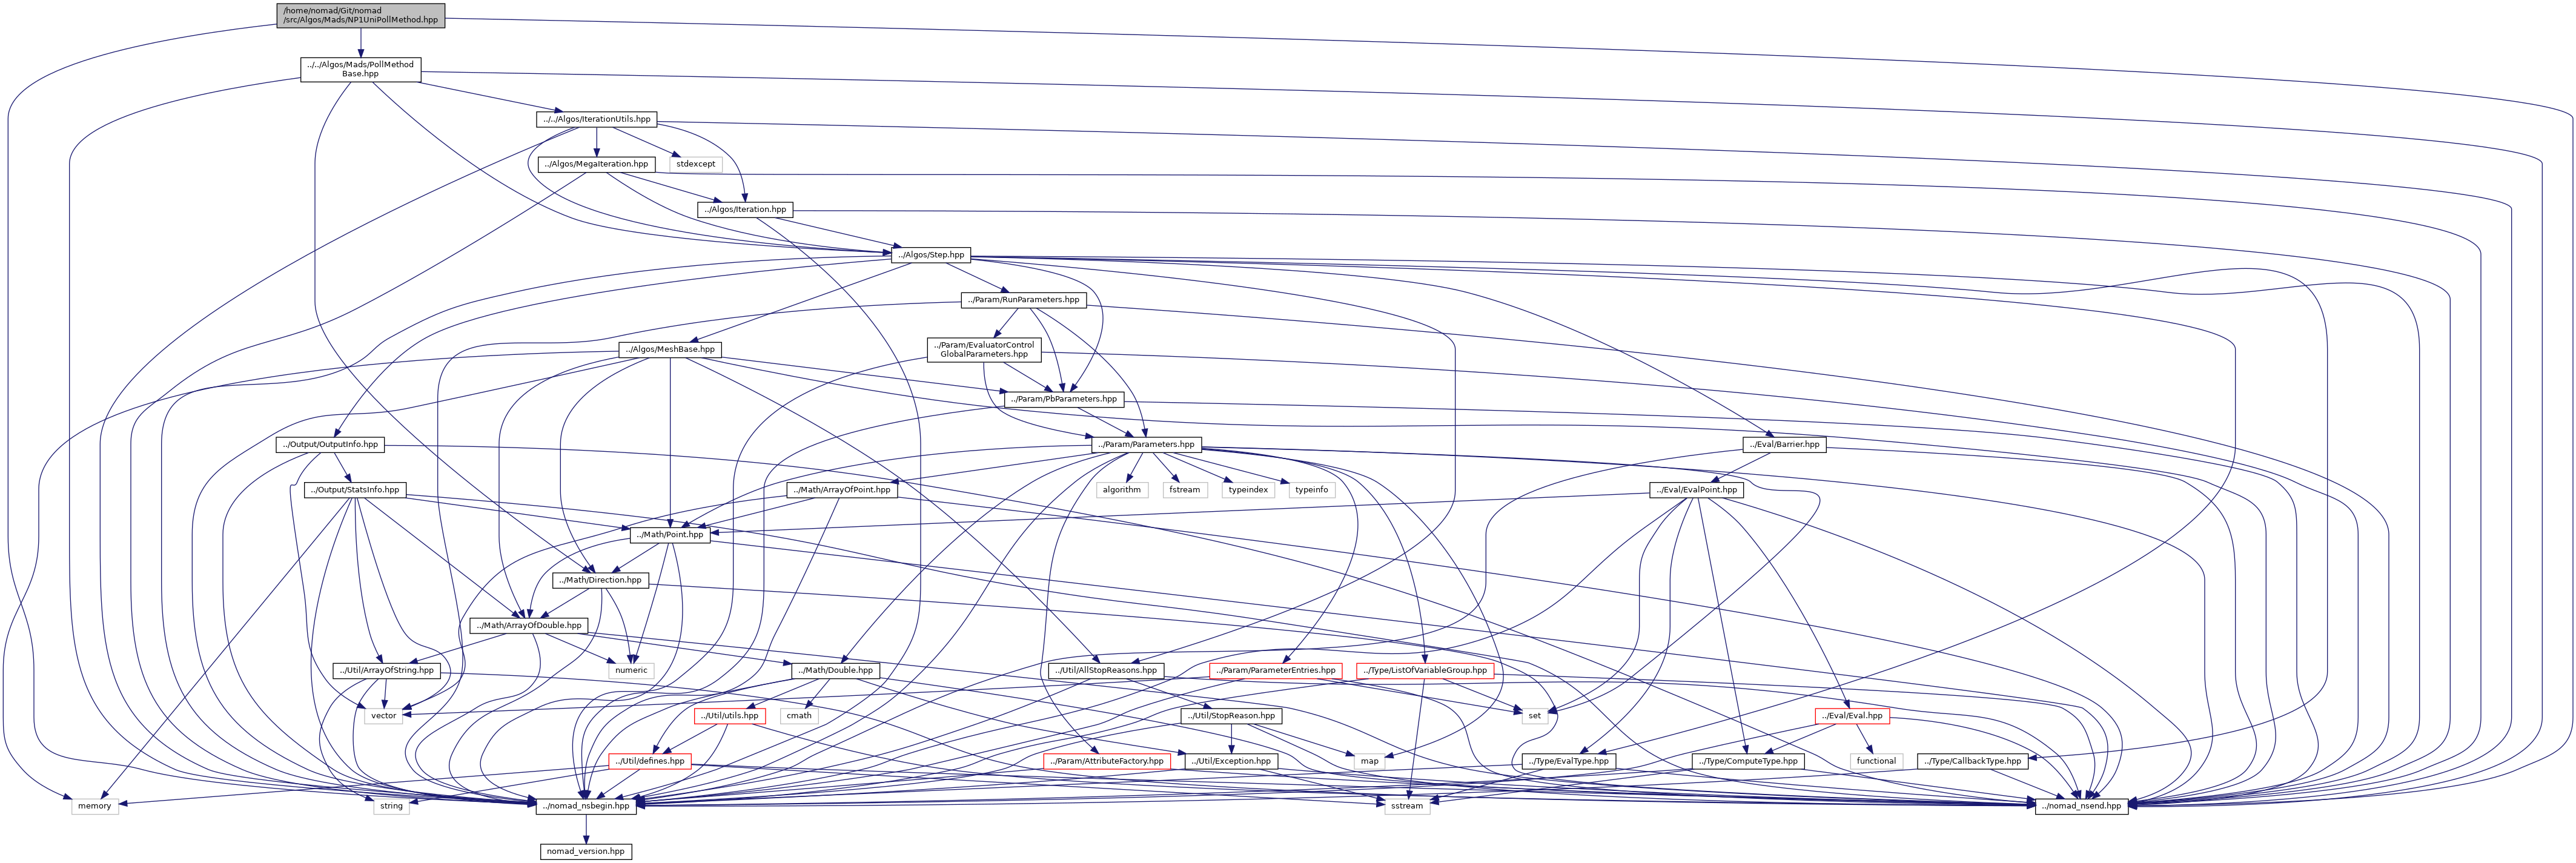 /home/nomad/Git/nomad
/src/Algos/Mads/NP1UniPollMethod.hpp
../../Algos/Mads/PollMethod
Base.hpp
../../Algos/IterationUtils.hpp
../Algos/MegaIteration.hpp
stdexcept
../Algos/Iteration.hpp
../Algos/Step.hpp
../Param/RunParameters.hpp
../Algos/MeshBase.hpp
../Param/EvaluatorControl
GlobalParameters.hpp
../Param/PbParameters.hpp
../Output/OutputInfo.hpp
../Param/Parameters.hpp
../Eval/Barrier.hpp
../Output/StatsInfo.hpp
../Math/ArrayOfPoint.hpp
algorithm
fstream
typeindex
typeinfo
../Eval/EvalPoint.hpp
../Math/Point.hpp
../Math/Direction.hpp
../Math/ArrayOfDouble.hpp
../Util/ArrayOfString.hpp
numeric
../Math/Double.hpp
../Util/AllStopReasons.hpp
../Param/ParameterEntries.hpp
../Type/ListOfVariableGroup.hpp
vector
../Util/utils.hpp
cmath
../Util/StopReason.hpp
set
../Eval/Eval.hpp
../Util/defines.hpp
../Param/AttributeFactory.hpp
../Util/Exception.hpp
map
../Type/EvalType.hpp
../Type/ComputeType.hpp
functional
../Type/CallbackType.hpp
memory
string
../nomad_nsbegin.hpp
sstream
../nomad_nsend.hpp
nomad_version.hpp